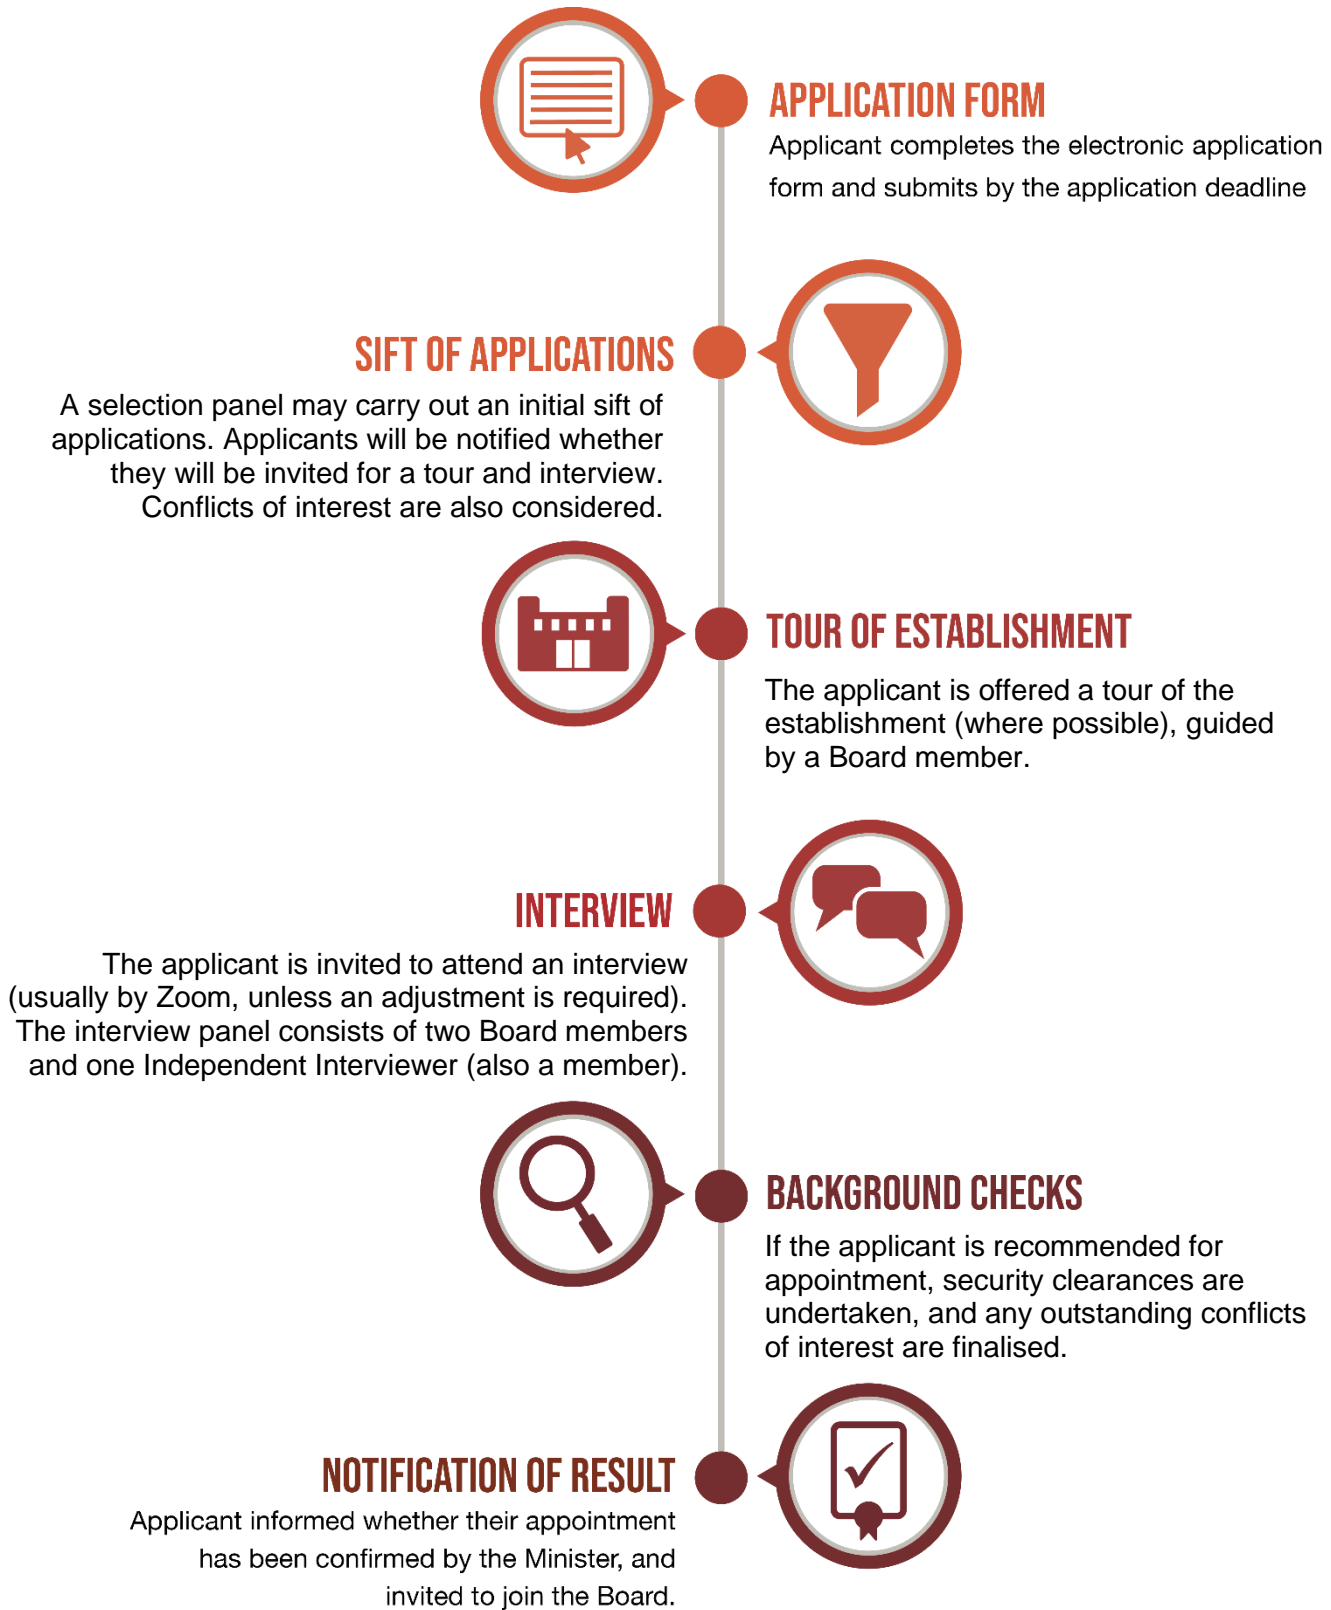 APPLICATION FORM
Applicant completes the electronic application
form and submits by the application deadline
SIFT OF APPLICATIONS
A selection panel may carry out an initial sift of
applications. Applicants will be notified whether
they will be invited for a tour and interview.
Conflicts of interest are also considered.
TOUR OF ESTABLISHMENT
The applicant is offered a tour of the
establishment (where possible), guided
by a Board member.
INTERVIEW
The applicant is invited to attend an interview
(usually by Zoom, unless an adjustment is required).
The interview panel consists of two Board members
and one Independent Interviewer (also a member).
BACKGROUND CHECKS
If the applicant is recommended for
appointment, security clearances are
undertaken, and any outstanding conflicts
of interest are finalised.
NOTIFICATION OF RESULT
Applicant informed whether their appointment
has been confirmed by the Minister, and
invited to join the Board.